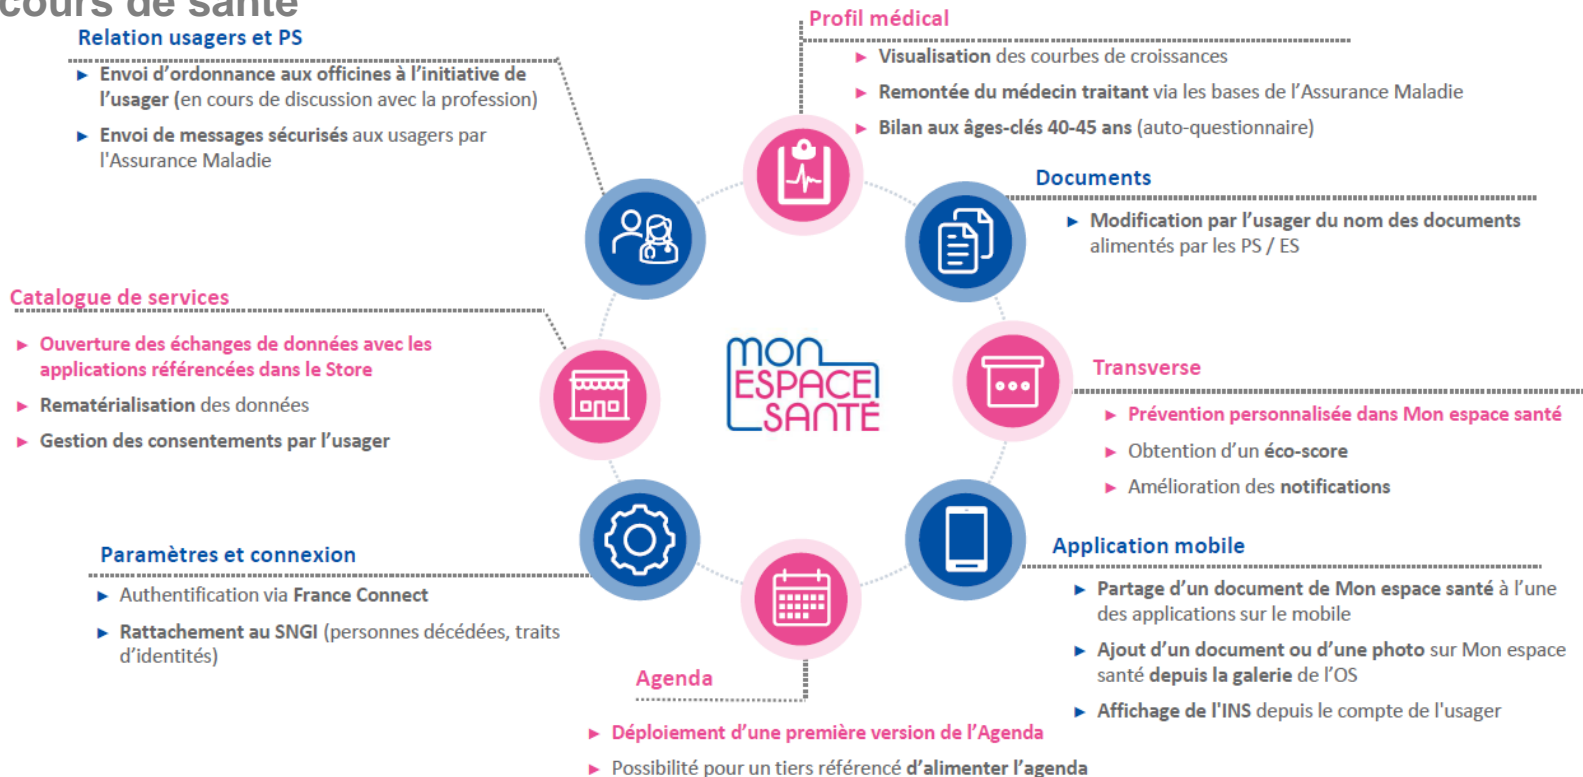 cours de santé
Relation usagers et PS
► Envoi d’ordonnance aux officines à l’initiative de
l’usager (en cours de discussion avec la profession)
► Envoi de messages sécurisés aux usagers par
l'Assurance Maladie
Profil médical
► Visualisation des courbes de croissances
► Remontée du médecin traitant via les bases de l’Assurance Maladie
► Bilan aux âges-clés 40-45 ans (auto-questionnaire)
Documents
► Modification par l’usager du nom des documents
alimentés par les PS / ES
Catalogue de services
► Ouverture des échanges de données avec les
applications référencées dans le Store
► Rematérialisation des données
► Gestion des consentements par l’usager
MON
ESPACE
SANTÉ
Transverse
► Prévention personnalisée dans Mon espace santé
► Obtention d’un éco-score
► Amélioration des notifications
Paramètres et connexion
► Authentification via France Connect
► Rattachement au SNGI (personnes décédées, traits
d’identités)
Application mobile
► Partage d’un document de Mon espace santé à l’une
des applications sur le mobile
► Ajout d’un document ou d’une photo sur Mon espace
santé depuis la galerie de l’OS
► Affichage de l'INS depuis le compte de l'usager
Agenda
► Déploiement d’une première version de l’Agenda
► Possibilité pour un tiers référencé d’alimenter l’agenda